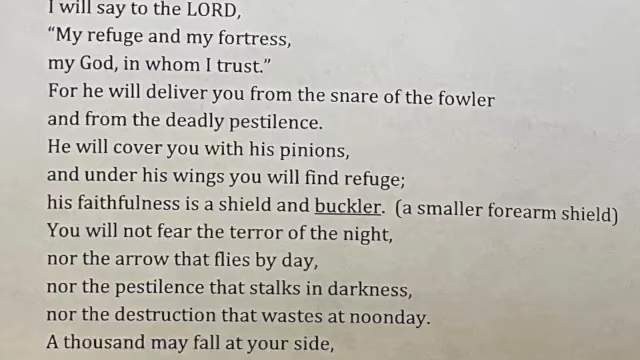 I will say to the LORD,
“My refuge and my fortress,
my God, in whom I trust.”
For he will deliver you from the snare of the fowler
and from the deadly pestilence.
He will cover you with his pinions,
and under his wings you will find refuge;
his faithfulness is a shield and buckler.  (a smaller forearm shield)
You will not fear the terror of the night,
nor the arrow that flies by day,
nor the pestilence that stalks in darkness,
nor the destruction that wastes at noonday.
A thousand may fall at your side,